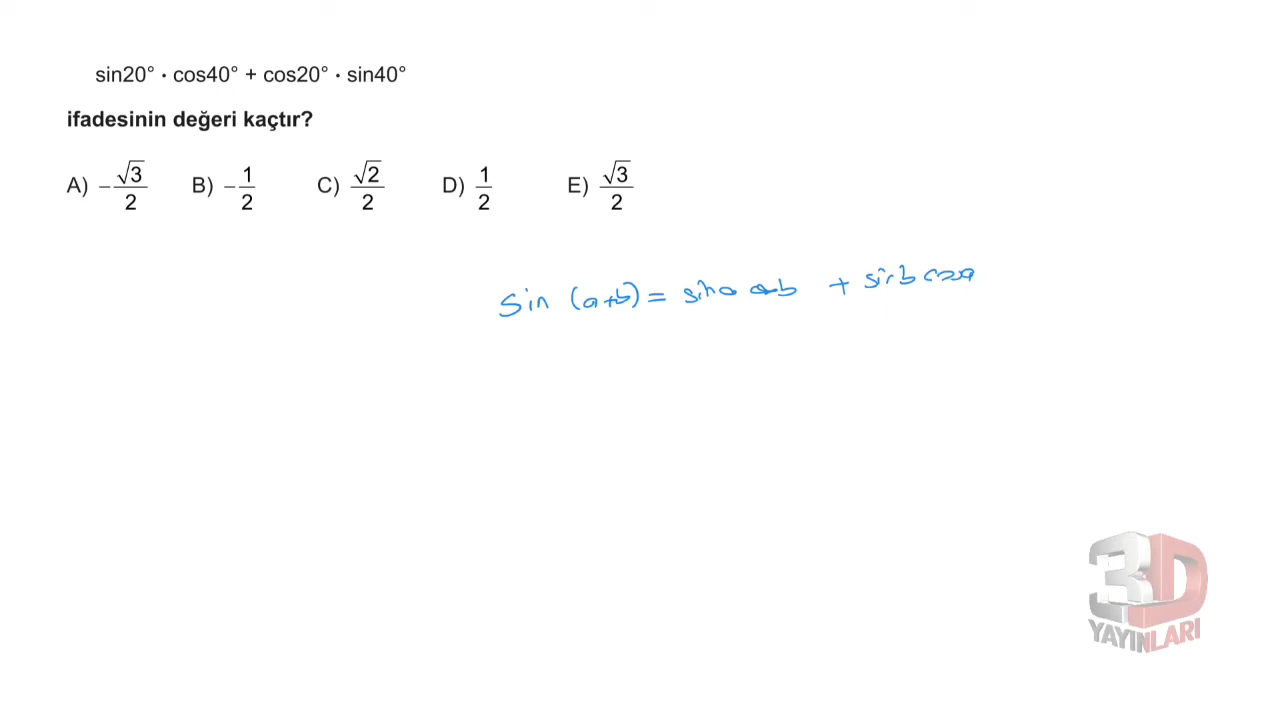 sin20° · cos40° + cos20° · sin40°
ifadesinin değeri kaçtır?
A) −√3/2 B) −1/2 C) √2/2 D) 1/2 E) √3/2
sin (a+b) = sina cosb + sinb cosa
3D
YAYINLARI